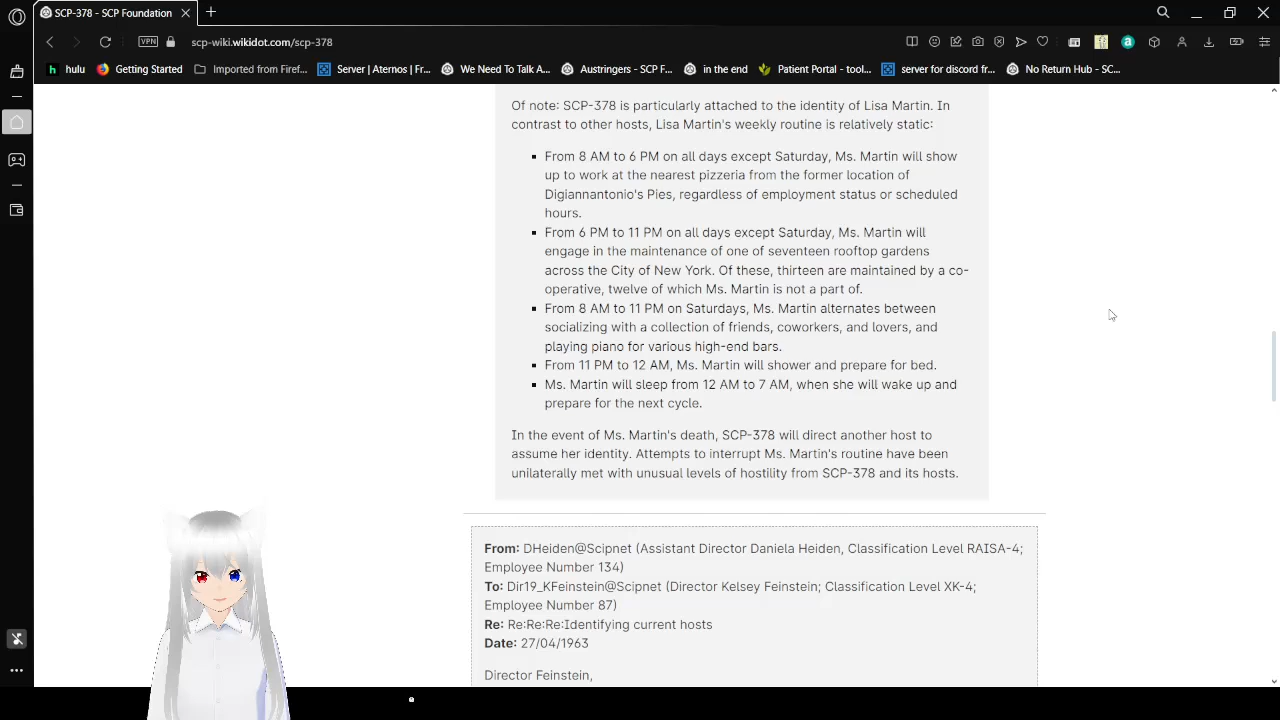 SCP-378 - SCP Foundation
VPN
scp-wiki.wikidot.com/scp-378
hulu
Getting Started
Imported from Firef...
Server | Aternos | Fr...
We Need To Talk A...
Austringers - SCP F...
in the end
Patient Portal - tool...
server for discord fr...
No Return Hub - SC...
Of note: SCP-378 is particularly attached to the identity of Lisa Martin. In
contrast to other hosts, Lisa Martin's weekly routine is relatively static:
From 8 AM to 6 PM on all days except Saturday, Ms. Martin will show
up to work at the nearest pizzeria from the former location of
Digiannantonio's Pies, regardless of employment status or scheduled
hours.
From 6 PM to 11 PM on all days except Saturday, Ms. Martin will
engage in the maintenance of one of seventeen rooftop gardens
across the City of New York. Of these, thirteen are maintained by a co-
operative, twelve of which Ms. Martin is not a part of.
From 8 AM to 11 PM on Saturdays, Ms. Martin alternates between
socializing with a collection of friends, coworkers, and lovers, and
playing piano for various high-end bars.
From 11 PM to 12 AM, Ms. Martin will shower and prepare for bed.
Ms. Martin will sleep from 12 AM to 7 AM, when she will wake up and
prepare for the next cycle.
In the event of Ms. Martin's death, SCP-378 will direct another host to
assume her identity. Attempts to interrupt Ms. Martin's routine have been
unilaterally met with unusual levels of hostility from SCP-378 and its hosts.
From: DHeiden@Scipnet (Assistant Director Daniela Heiden, Classification Level RAISA-4;
Employee Number 134)
To: Dir19_KFeinstein@Scipnet (Director Kelsey Feinstein; Classification Level XK-4;
Employee Number 87)
Re: Re:Re:Re:Identifying current hosts
Date: 27/04/1963
Director Feinstein,